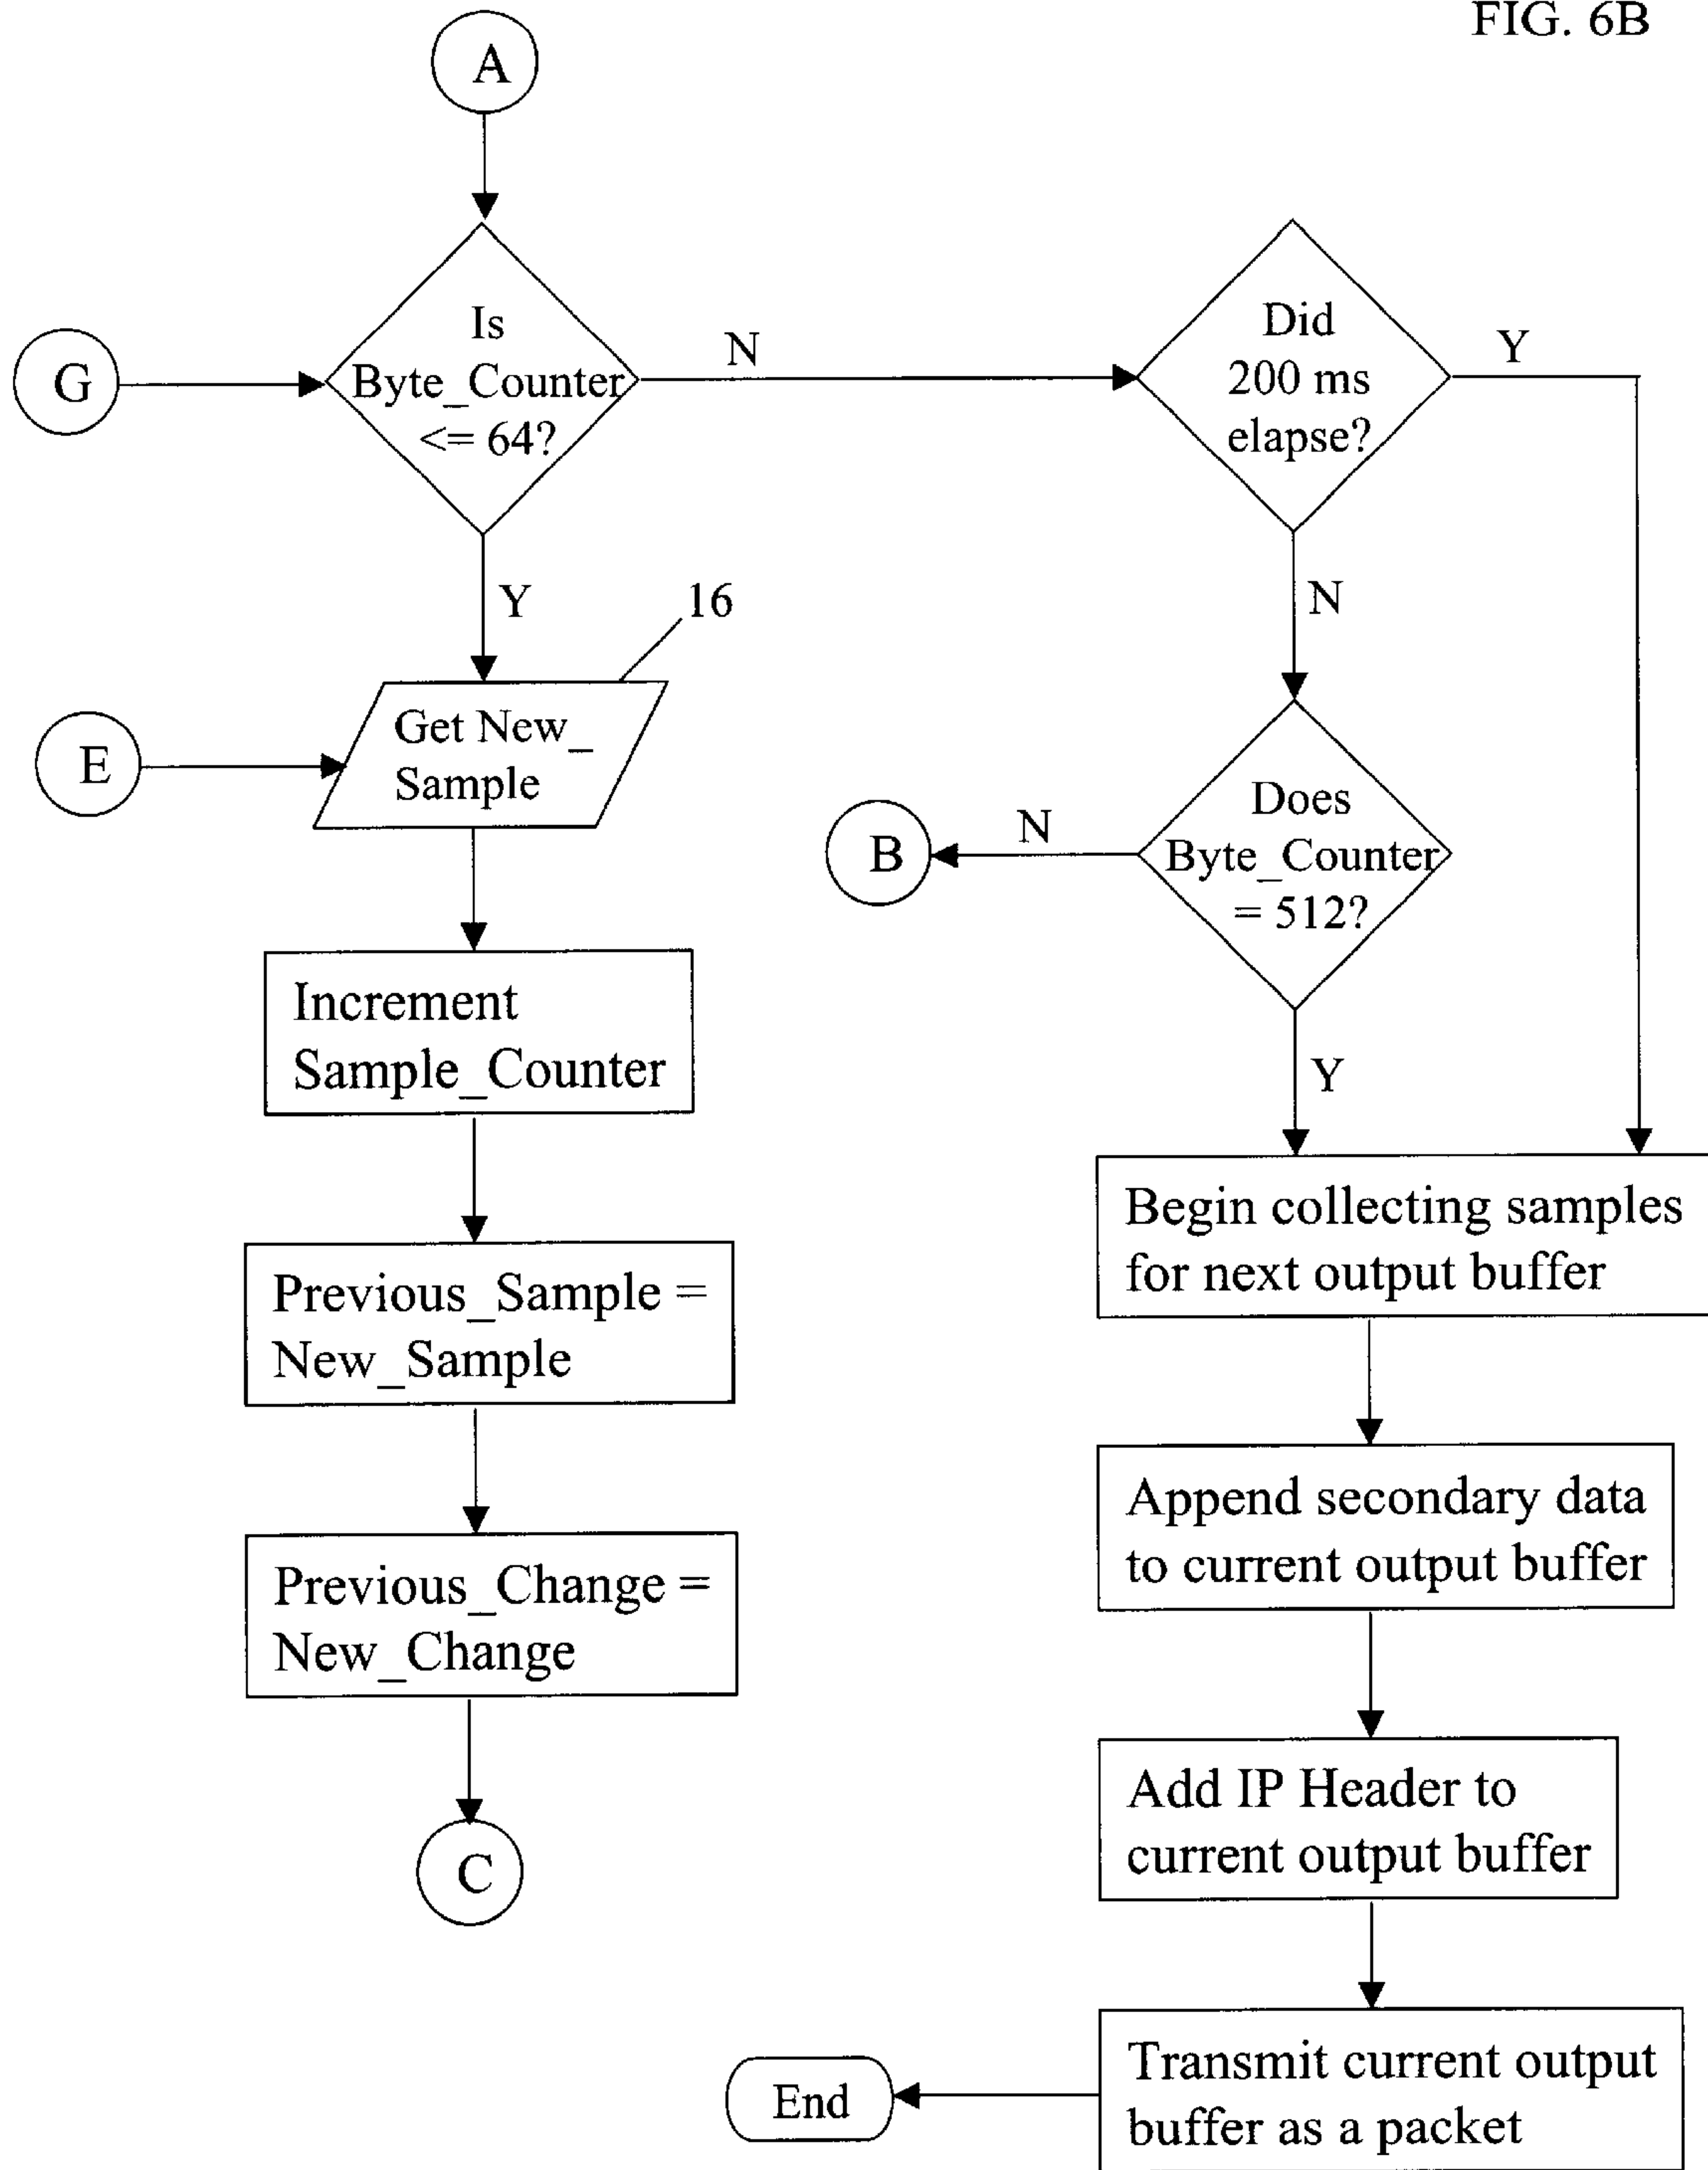 FIG. 6B
A
Is
Byte_Counter
<= 64?
G
N
Did
200 ms
elapse?
Y
N
Y
16
Get New_
Sample
E
Does
Byte_Counter
= 512?
N
B
Y
Increment
Sample_Counter
Begin collecting samples
for next output buffer
Previous_Sample =
New_Sample
Append secondary data
to current output buffer
Previous_Change =
New_Change
Add IP Header to
current output buffer
C
Transmit current output
buffer as a packet
End